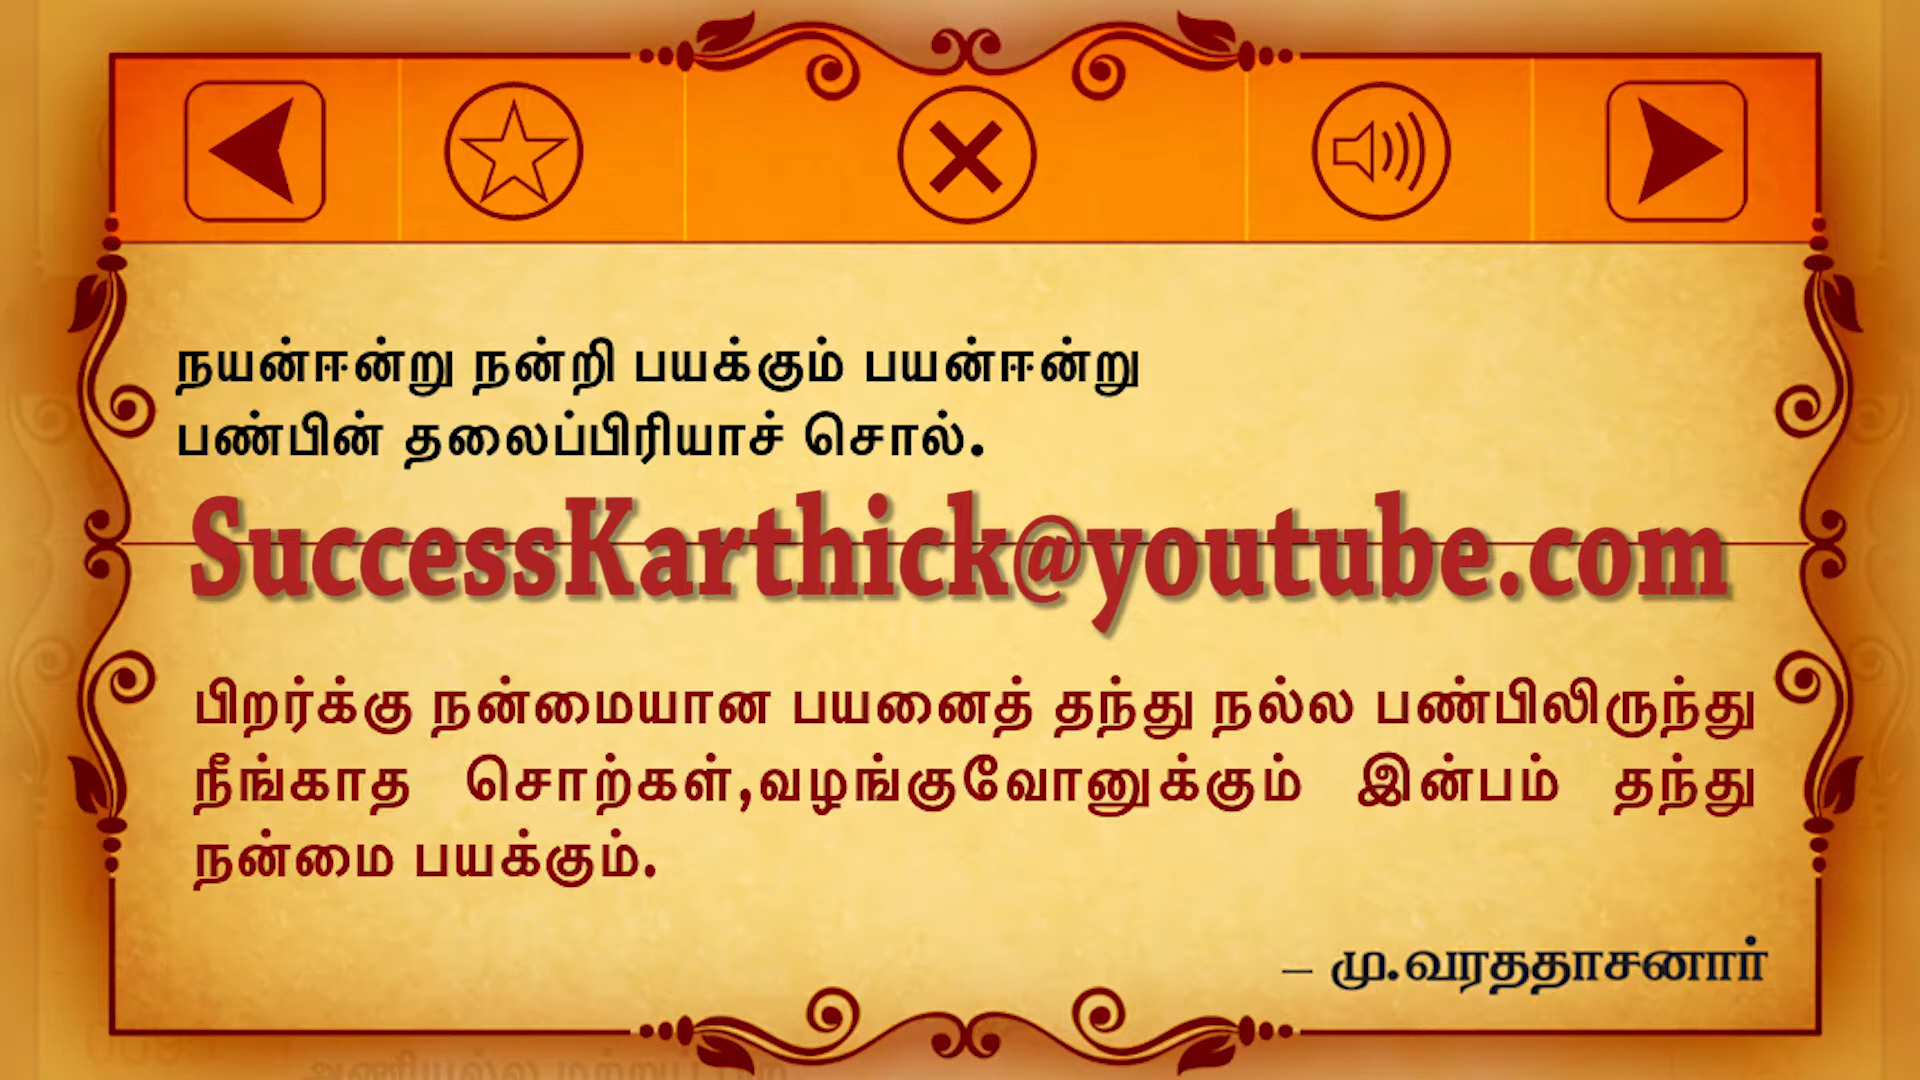 நயன்ஈன்று நன்றி பயக்கும் பயன்ஈன்று
பண்பின் தலைப்பிரியாச் சொல்.
SuccessKarthick@youtube.com
பிறர்க்கு நன்மையான பயனைத் தந்து நல்ல பண்பிலிருந்து
நீங்காத சொற்கள்,வழங்குவோனுக்கும் இன்பம் தந்து
நன்மை பயக்கும்.
– மு.வரததாசனார்